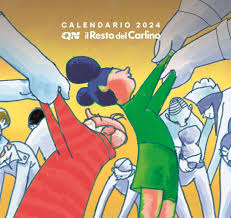 CALENDARIO 2024
QN il Resto del Carlino